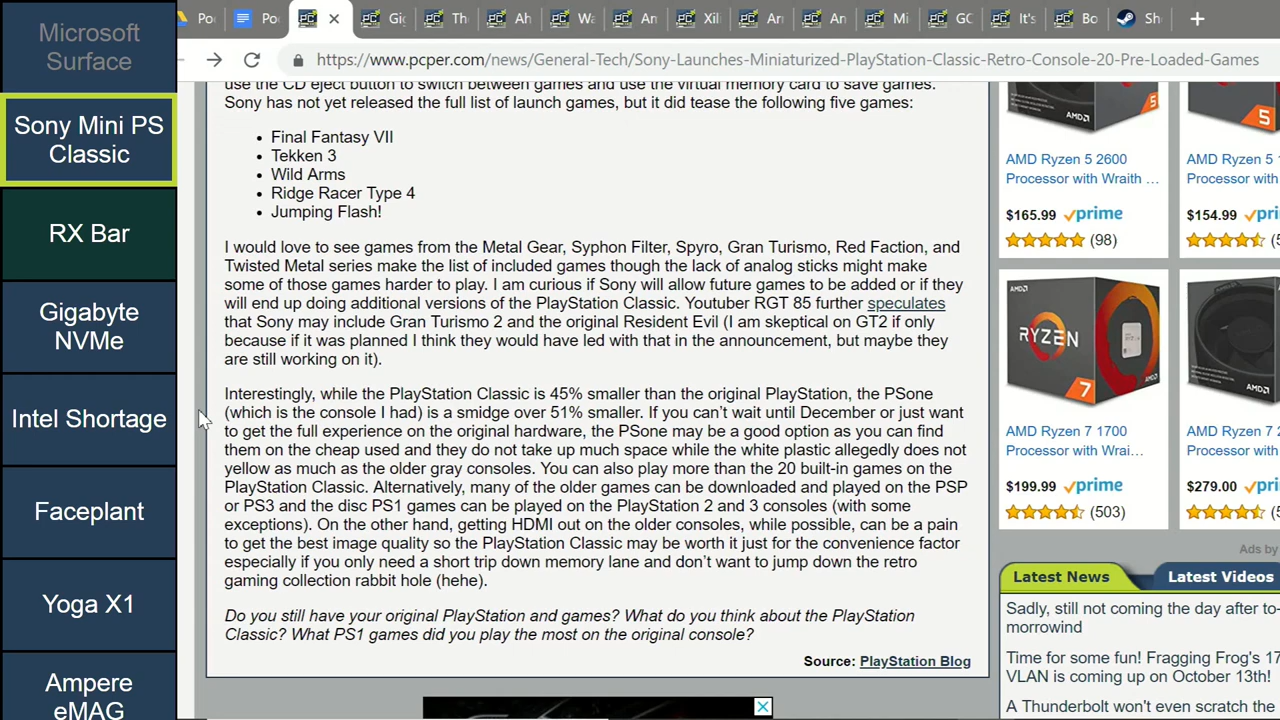 Microsoft
Surface
Sony Mini PS
Classic
RX Bar
Gigabyte
NVMe
Intel Shortage
Faceplant
Yoga X1
Ampere
eMAG
Po
Po
Gig
The
Ah
Wa
An
Xil
An
Mi
GC
It's
Bo
Sh
https://www.pcper.com/news/General-Tech/Sony-Launches-Miniaturized-PlayStation-Classic-Retro-Console-20-Pre-Loaded-Games
use the CD eject button to switch between games and use the virtual memory card to save games.
Sony has not yet released the full list of launch games, but it did tease the following five games:
• Final Fantasy VII
• Tekken 3
• Wild Arms
• Ridge Racer Type 4
• Jumping Flash!
I would love to see games from the Metal Gear, Syphon Filter, Spyro, Gran Turismo, Red Faction, and
Twisted Metal series make the list of included games though the lack of analog sticks might make
some of those games harder to play. I am curious if Sony will allow future games to be added or if they
will end up doing additional versions of the PlayStation Classic. Youtuber RGT 85 further speculates
that Sony may include Gran Turismo 2 and the original Resident Evil (I am skeptical on GT2 if only
because if it was planned I think they would have led with that in the announcement, but maybe they
are still working on it).
Interestingly, while the PlayStation Classic is 45% smaller than the original PlayStation, the PSone
(which is the console I had) is a smidge over 51% smaller. If you can't wait until December or just want
to get the full experience on the original hardware, the PSone may be a good option as you can find
them on the cheap used and they do not take up much space while the white plastic allegedly does not
yellow as much as the older gray consoles. You can also play more than the 20 built-in games on the
PlayStation Classic. Alternatively, many of the older games can be downloaded and played on the PSP
or PS3 and the disc PS1 games can be played on the PlayStation 2 and 3 consoles (with some
exceptions). On the other hand, getting HDMI out on the older consoles, while possible, can be a pain
to get the best image quality so the PlayStation Classic may be worth it just for the convenience factor
especially if you only need a short trip down memory lane and don't want to jump down the retro
gaming collection rabbit hole (hehe).
Do you still have your original PlayStation and games? What do you think about the PlayStation
Classic? What PS1 games did you play the most on the original console?
Source: PlayStation Blog
AMD
5
5
AMD Ryzen 5 2600
Processor with Wraith ...
$165.99 prime
(98)
AMD Ryzen 5
Processor with
$154.99
AMD
RYZEN
7
AMD Ryzen 7 1700
Processor with Wrai...
$199.99 prime
(503)
AMD Ryzen 7 2
Processor with
$279.00
Ads by
Latest News
Latest Videos
Sadly, still not coming the day after to-
morrowind
Time for some fun! Fragging Frog's 17
VLAN is coming up on October 13th!
A Thunderbolt won't even scratch the